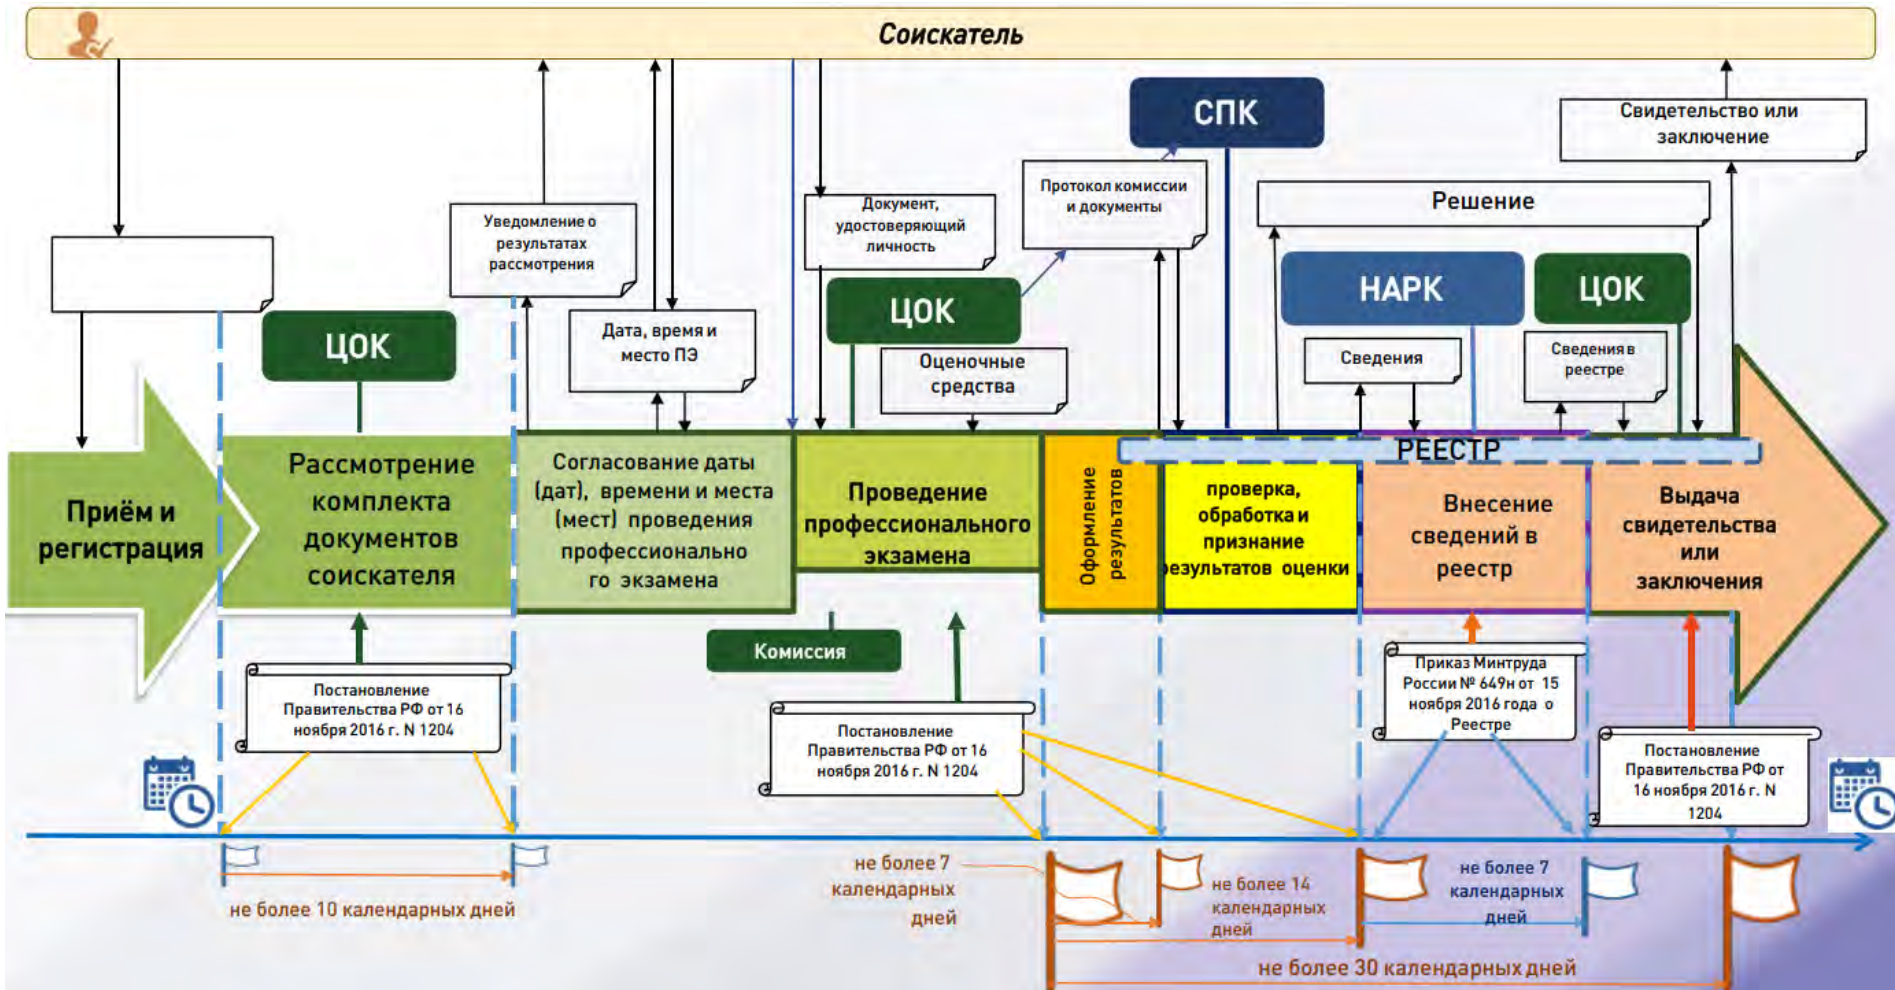 Соискатель
СПК
Свидетельство или
заключение
Протокол комиссии
и документы
Решение
Документ,
удостоверяющий
личность
Уведомление о
результатах
рассмотрения
НАРК
ЦОК
ЦОК
ЦОК
Дата, время и
место ПЭ
Оценочные
средства
Сведения
Сведения в
реестре
РЕЕСТР
Приём и
регистрация
Рассмотрение
комплекта
документов
соискателя
Согласование даты
(дат), времени и места
(мест) проведения
профессионально
го экзамена
Проведение
профессионального
экзамена
Оформление
результатов
проверка,
обработка и
признание
результатов оценки
Внесение
сведений в
реестр
Выдача
свидетельства
или
заключения
Комиссия
Постановление
Правительства РФ от 16
ноября 2016 г. N 1204
Постановление
Правительства РФ от 16
ноября 2016 г. N 1204
Приказ Минтруда
России № 649н от 15
ноября 2016 года о
Реестре
Постановление
Правительства РФ от
16 ноября 2016 г. N
1204
не более 10 календарных дней
не более 7
календарных
дней
не более 14
календарных
дней
не более 7
календарных
дней
не более 30 календарных дней